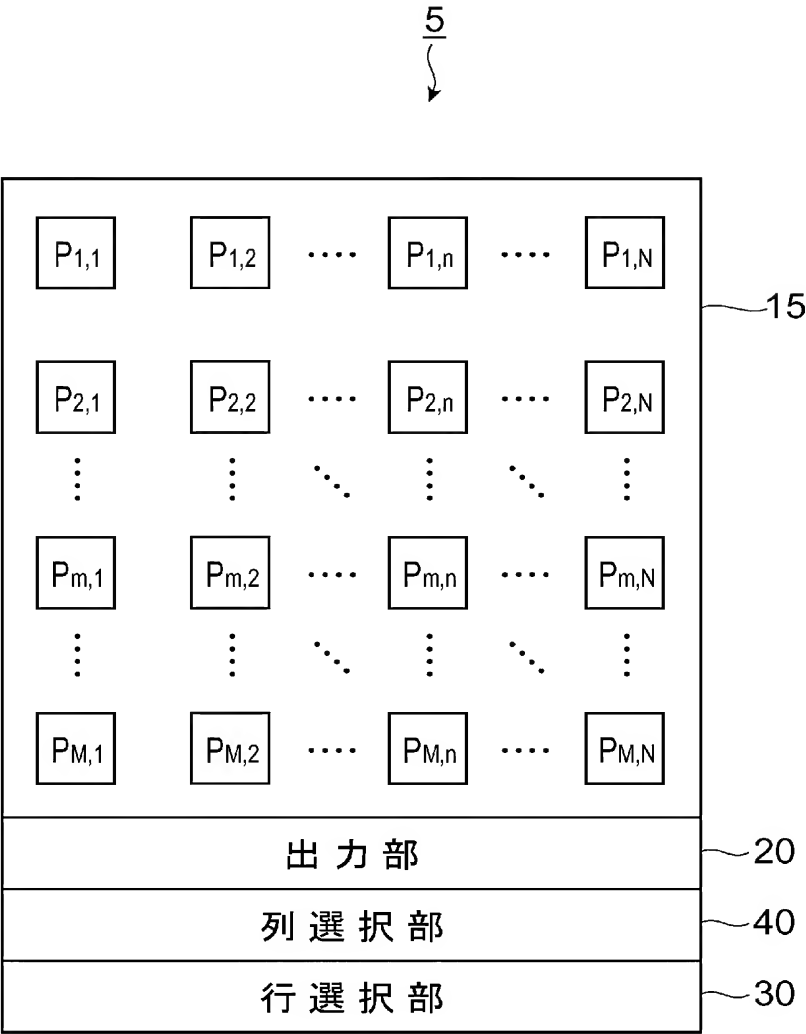 5
P1,1 P1,2 ···· P1,n ···· P1,N
15
P2,1 P2,2 ···· P2,n ···· P2,N
Pm,1 Pm,2 ···· Pm,n ···· Pm,N
PM,1 PM,2 ···· PM,n ···· PM,N
出力部 20
列選択部 40
行選択部 30